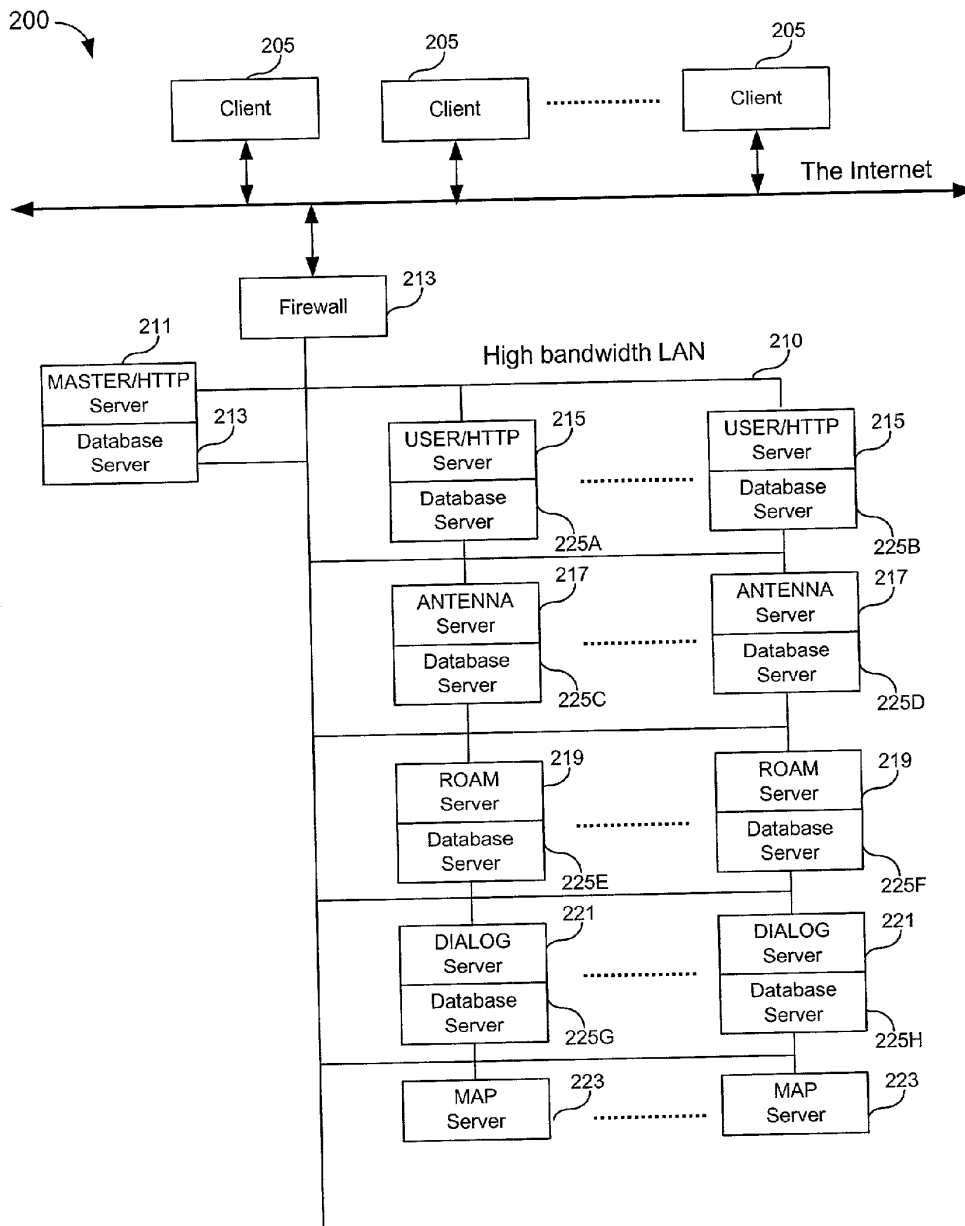 200
205
205
205
Client
Client
Client
The Internet
Firewall
213
211
High bandwidth LAN
210
MASTER/HTTP
Server
Database
Server
213
USER/HTTP
Server
Database
Server
215
225A
USER/HTTP
Server
Database
Server
215
225B
ANTENNA
Server
Database
Server
217
225C
ANTENNA
Server
Database
Server
217
225D
ROAM
Server
Database
Server
219
225E
ROAM
Server
Database
Server
219
225F
DIALOG
Server
Database
Server
221
225G
DIALOG
Server
Database
Server
221
225H
MAP
Server
223
MAP
Server
223